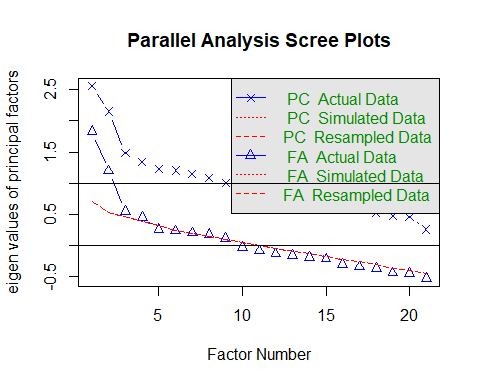 Parallel Analysis Scree Plots
eigen values of principal factors
2.5
1.5
0.5
-0.5
PC Actual Data
PC Simulated Data
PC Resampled Data
FA Actual Data
FA Simulated Data
FA Resampled Data
5
10
15
20
Factor Number